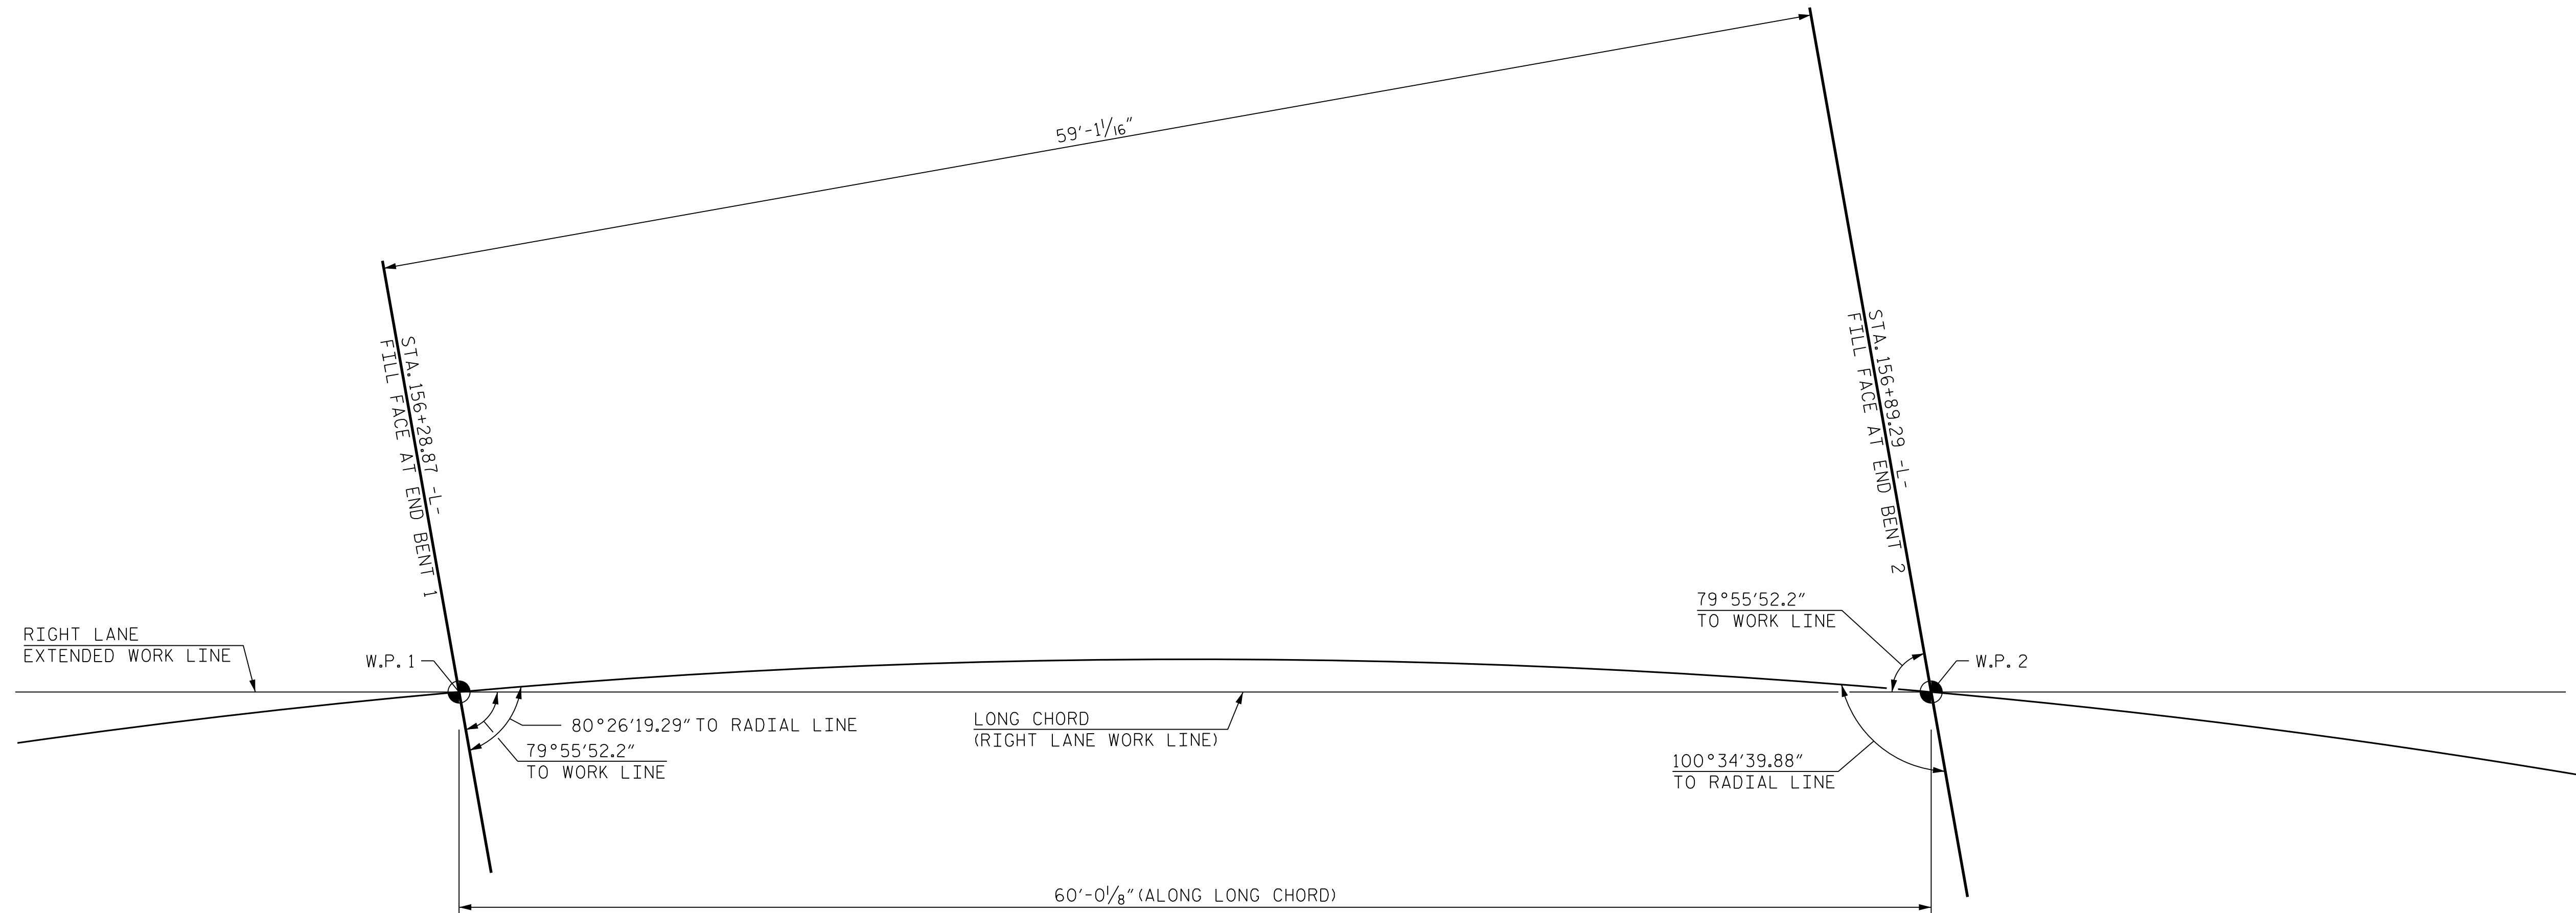 59'-1 1/16"
STA. 156+28.87 -L-
FILL FACE AT END BENT 1
STA. 156+89.29 -L-
FILL FACE AT END BENT 2
79°55'52.2"
TO WORK LINE
RIGHT LANE
EXTENDED WORK LINE
W.P. 1
W.P. 2
80°26'19.29" TO RADIAL LINE
79°55'52.2"
TO WORK LINE
LONG CHORD
(RIGHT LANE WORK LINE)
100°34'39.88"
TO RADIAL LINE
60'-0 1/8" (ALONG LONG CHORD)